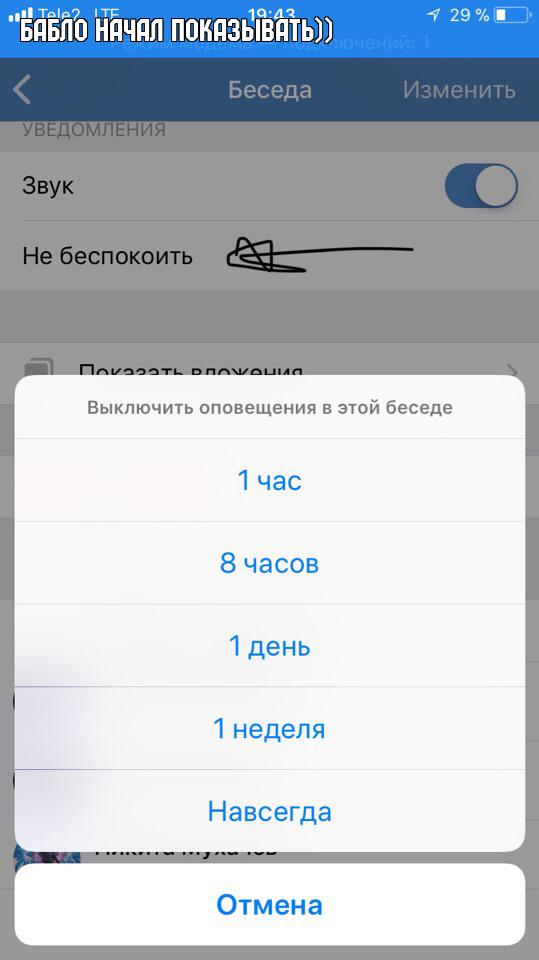 Tele2 LTE 19:43 29 %
БАБЛО НАЧАЛ ПОКАЗЫВАТЬ))
Режим модема — подключений: 1
Беседа Изменить
УВЕДОМЛЕНИЯ
Звук
Не беспокоить
Показать вложения
Выключить оповещения в этой беседе
1 час
8 часов
1 день
1 неделя
Навсегда
Никита Мухачев
Отмена